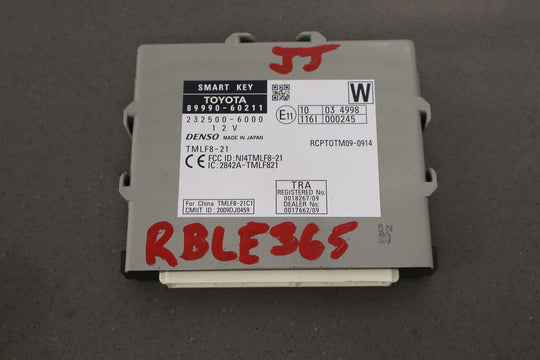 JJ
SMART KEY
TOYOTA
89990-60211
232500-6000
12V
DENSO MADE IN JAPAN
TMLF8-21
FCC ID:NI4TMLF8-21
IC:2842A-TMLF821
For China TMLF8-21C1
CMIIT ID:2009DJ0459
W
E11
10 03 4998
116I 000245
RCPTOTM09-0914
TRA
REGISTERED No:
0018267/09
DEALER No:
0017662/09
RBLE365